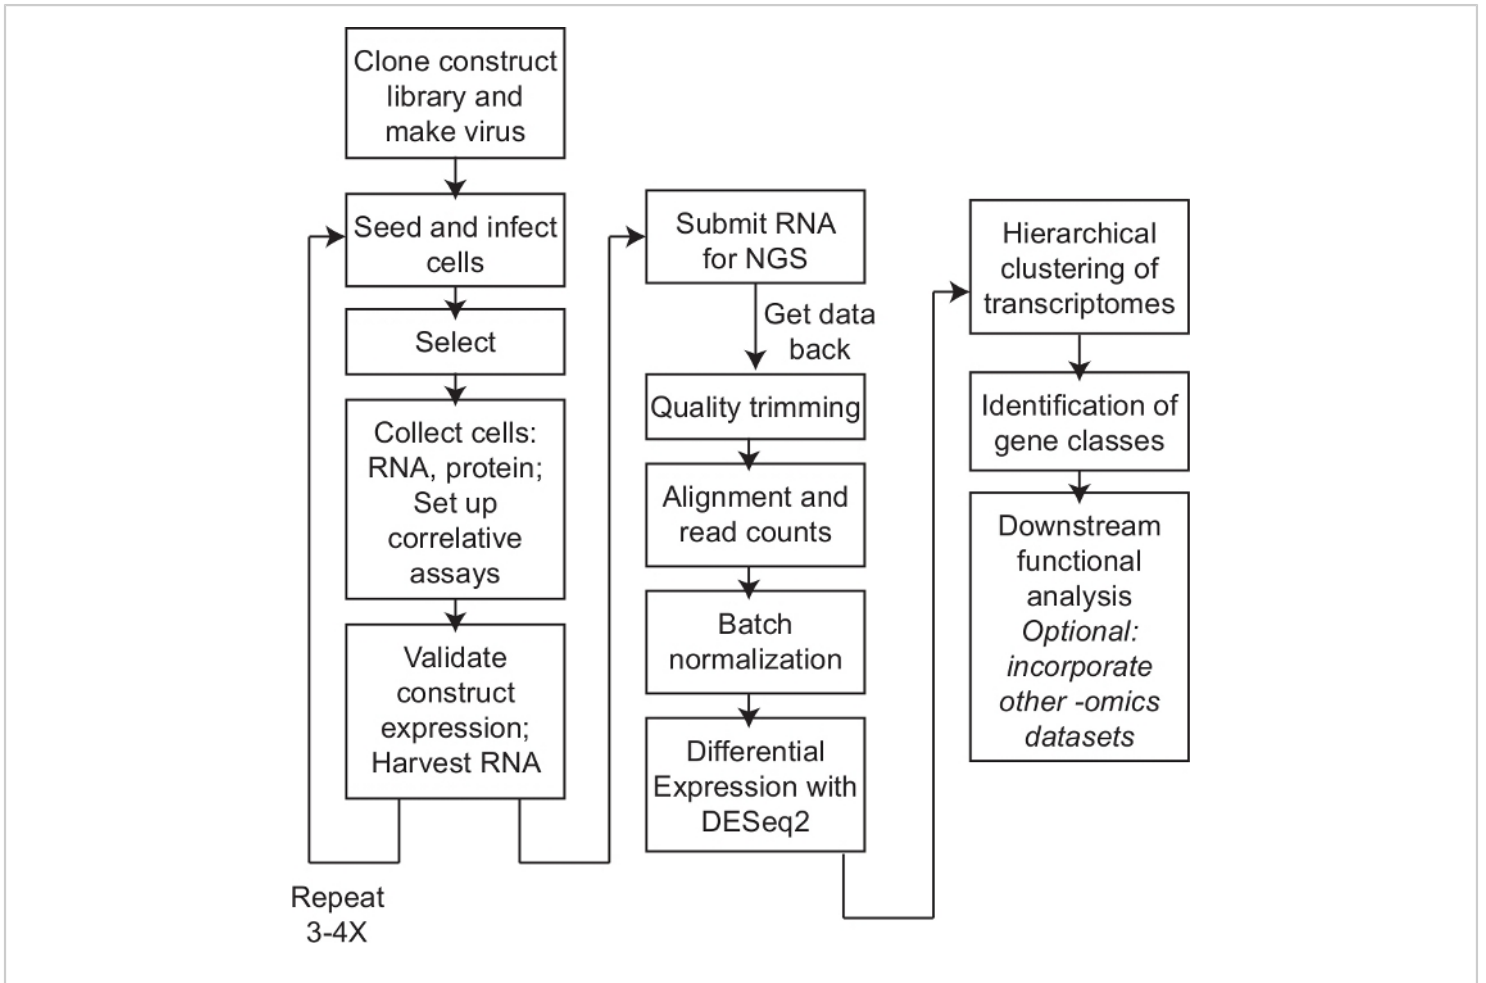 Clone construct
library and
make virus
Seed and infect
cells
Select
Collect cells:
RNA, protein;
Set up
correlative
assays
Validate
construct
expression;
Harvest RNA
Repeat
3-4X
Submit RNA
for NGS
Get data
back
Quality trimming
Alignment and
read counts
Batch
normalization
Differential
Expression with
DESeq2
Hierarchical
clustering of
transcriptomes
Identification of
gene classes
Downstream
functional
analysis
Optional:
incorporate
other -omics
datasets